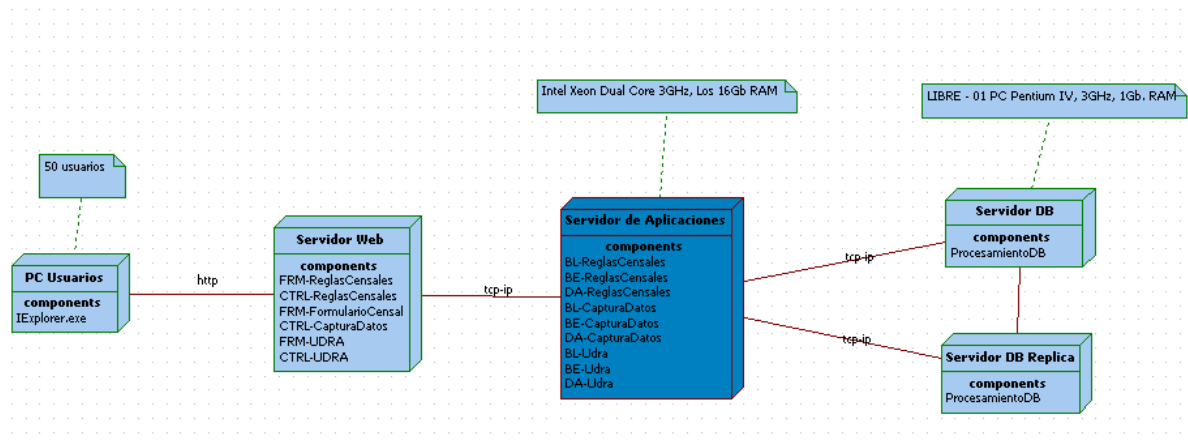 50 usuarios
PC Usuarios
components
IExplorer.exe
http
Servidor Web
components
FRM-ReglasCensales
CTRL-ReglasCensales
FRM-FormularioCensal
CTRL-CapturaDatos
FRM-UDRA
CTRL-UDRA
tcp-ip
Intel Xeon Dual Core 3GHz, Los 16Gb RAM
Servidor de Aplicaciones
components
BL-ReglasCensales
BE-ReglasCensales
DA-ReglasCensales
BL-CapturaDatos
BE-CapturaDatos
DA-CapturaDatos
BL-Udra
BE-Udra
DA-Udra
tcp-ip
tcp-ip
LIBRE - 01 PC Pentium IV, 3GHz, 1Gb. RAM
Servidor DB
components
ProcesamientoDB
Servidor DB Replica
components
ProcesamientoDB